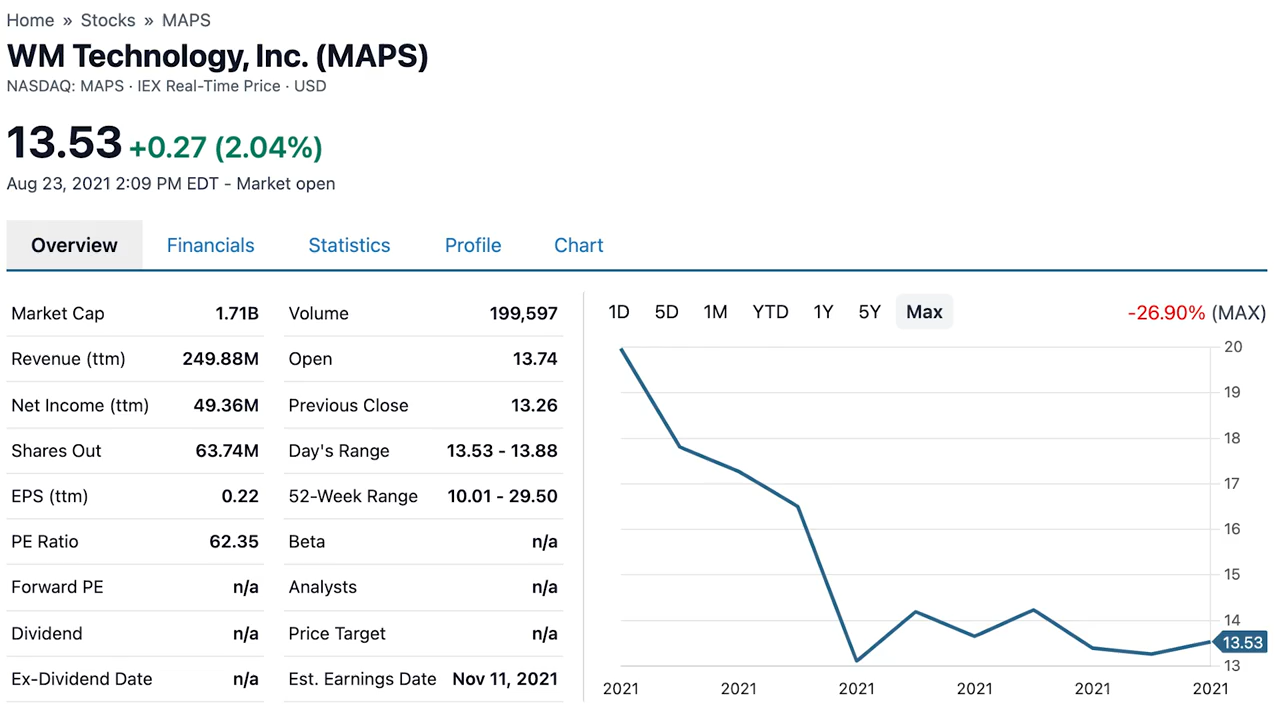 Home » Stocks » MAPS
WM Technology, Inc. (MAPS)
NASDAQ: MAPS · IEX Real-Time Price · USD
13.53 +0.27 (2.04%)
Aug 23, 2021 2:09 PM EDT - Market open
Overview Financials Statistics Profile Chart
Market Cap 1.71B
Revenue (ttm) 249.88M
Net Income (ttm) 49.36M
Shares Out 63.74M
EPS (ttm) 0.22
PE Ratio 62.35
Forward PE n/a
Dividend n/a
Ex-Dividend Date n/a
Volume 199,597
Open 13.74
Previous Close 13.26
Day's Range 13.53 - 13.88
52-Week Range 10.01 - 29.50
Beta n/a
Analysts n/a
Price Target n/a
Est. Earnings Date Nov 11, 2021
1D 5D 1M YTD 1Y 5Y Max -26.90% (MAX)
20
19
18
17
16
15
14
13.53
13
2021 2021 2021 2021 2021 2021